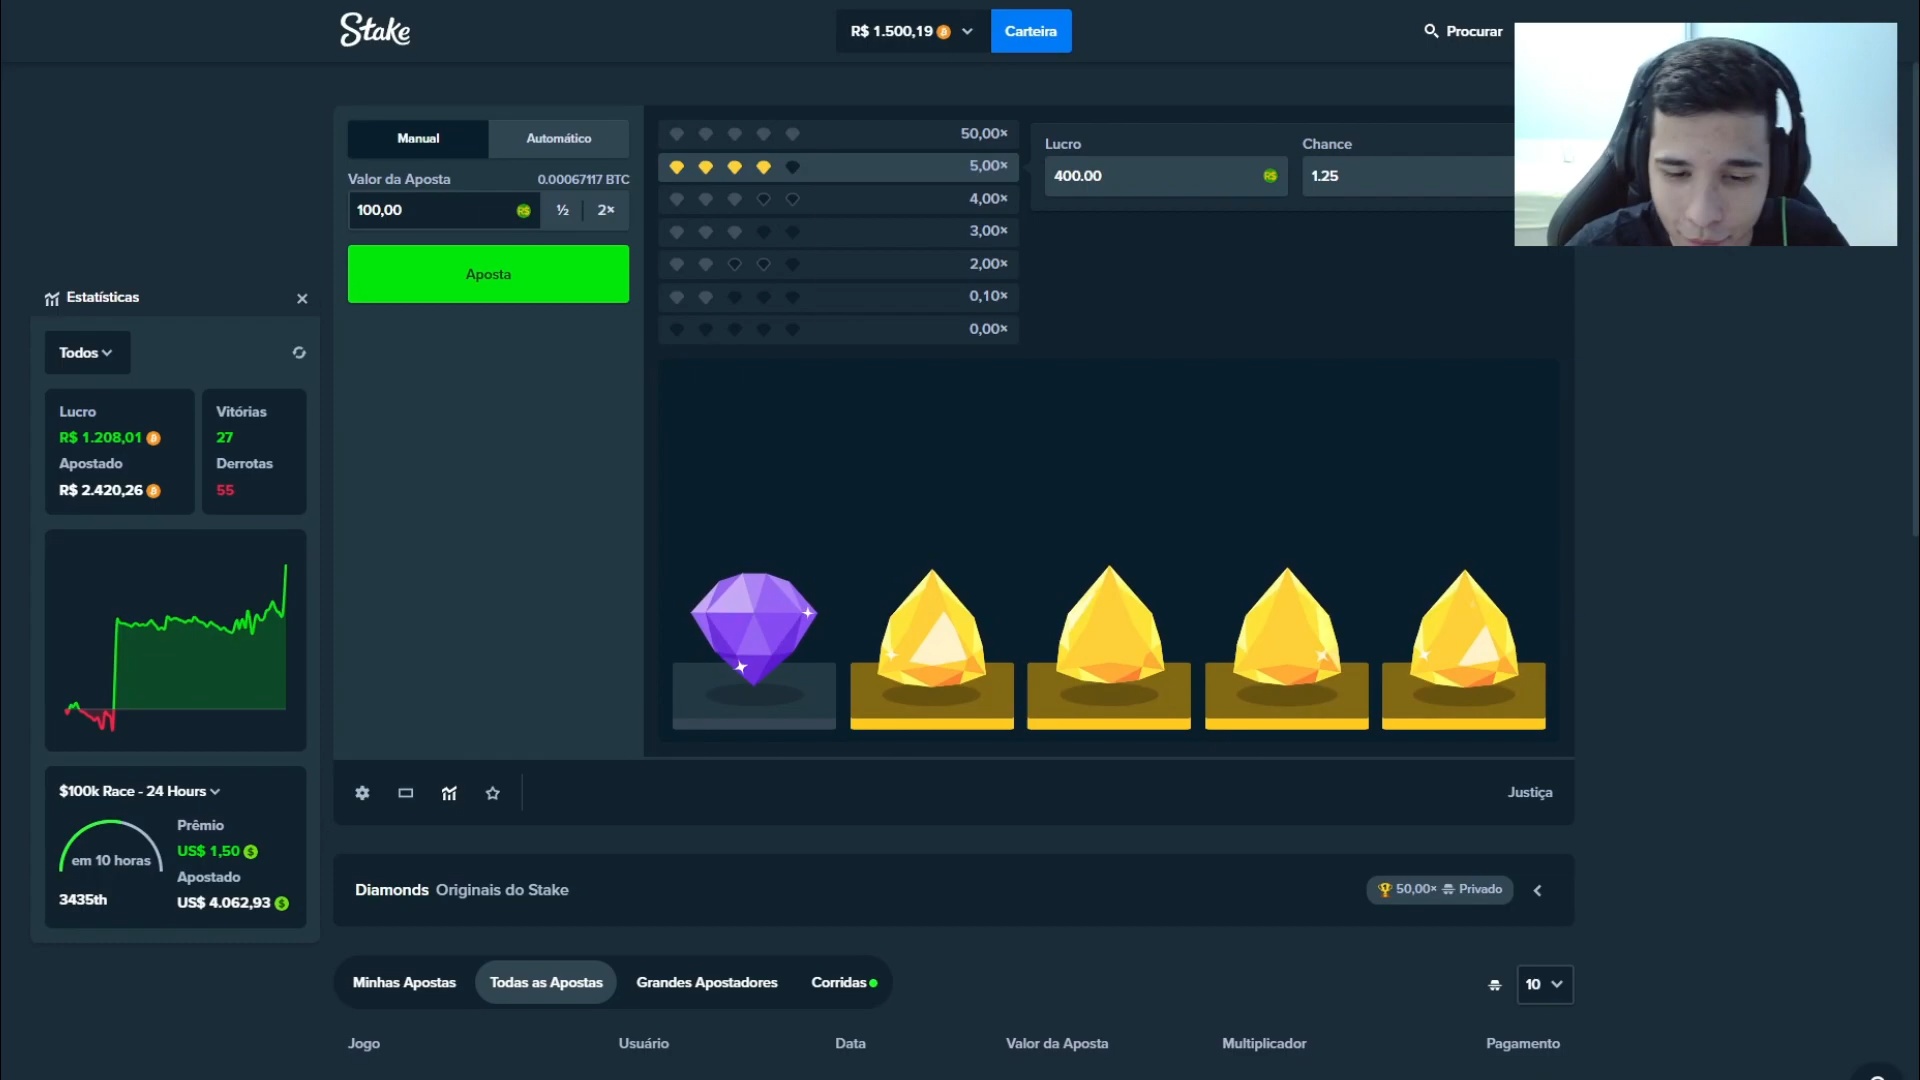 Stake
R$ 1.500,19
Carteira
Procurar
Manual
Automático
Valor da Aposta
0.00067117 BTC
100,00
½
2×
Aposta
50,00×
5,00×
4,00×
3,00×
2,00×
0,10×
0,00×
Lucro
400.00
Chance
1.25
Estatísticas
Todos
Lucro
R$ 1.208,01
Apostado
R$ 2.420,26
Vitórias
27
Derrotas
55
$100k Race - 24 Hours
em 10 horas
3435th
Prêmio
US$ 1,50
Apostado
US$ 4.062,93
Justiça
Diamonds Originais do Stake
50,00× Privado
Minhas Apostas
Todas as Apostas
Grandes Apostadores
Corridas
10
Jogo
Usuário
Data
Valor da Aposta
Multiplicador
Pagamento